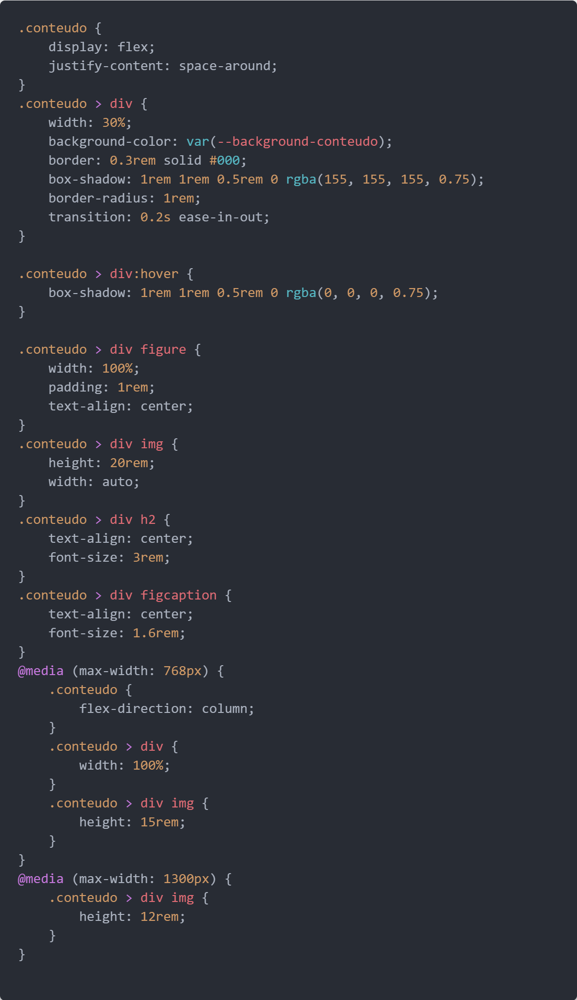 .conteudo {
    display: flex;
    justify-content: space-around;
}
.conteudo > div {
    width: 30%;
    background-color: var(--background-conteudo);
    border: 0.3rem solid #000;
    box-shadow: 1rem 1rem 0.5rem 0 rgba(155, 155, 155, 0.75);
    border-radius: 1rem;
    transition: 0.2s ease-in-out;
}

.conteudo > div:hover {
    box-shadow: 1rem 1rem 0.5rem 0 rgba(0, 0, 0, 0.75);
}

.conteudo > div figure {
    width: 100%;
    padding: 1rem;
    text-align: center;
}
.conteudo > div img {
    height: 20rem;
    width: auto;
}
.conteudo > div h2 {
    text-align: center;
    font-size: 3rem;
}
.conteudo > div figcaption {
    text-align: center;
    font-size: 1.6rem;
}
@media (max-width: 768px) {
    .conteudo {
        flex-direction: column;
    }
    .conteudo > div {
        width: 100%;
    }
    .conteudo > div img {
        height: 15rem;
    }
}
@media (max-width: 1300px) {
    .conteudo > div img {
        height: 12rem;
    }
}